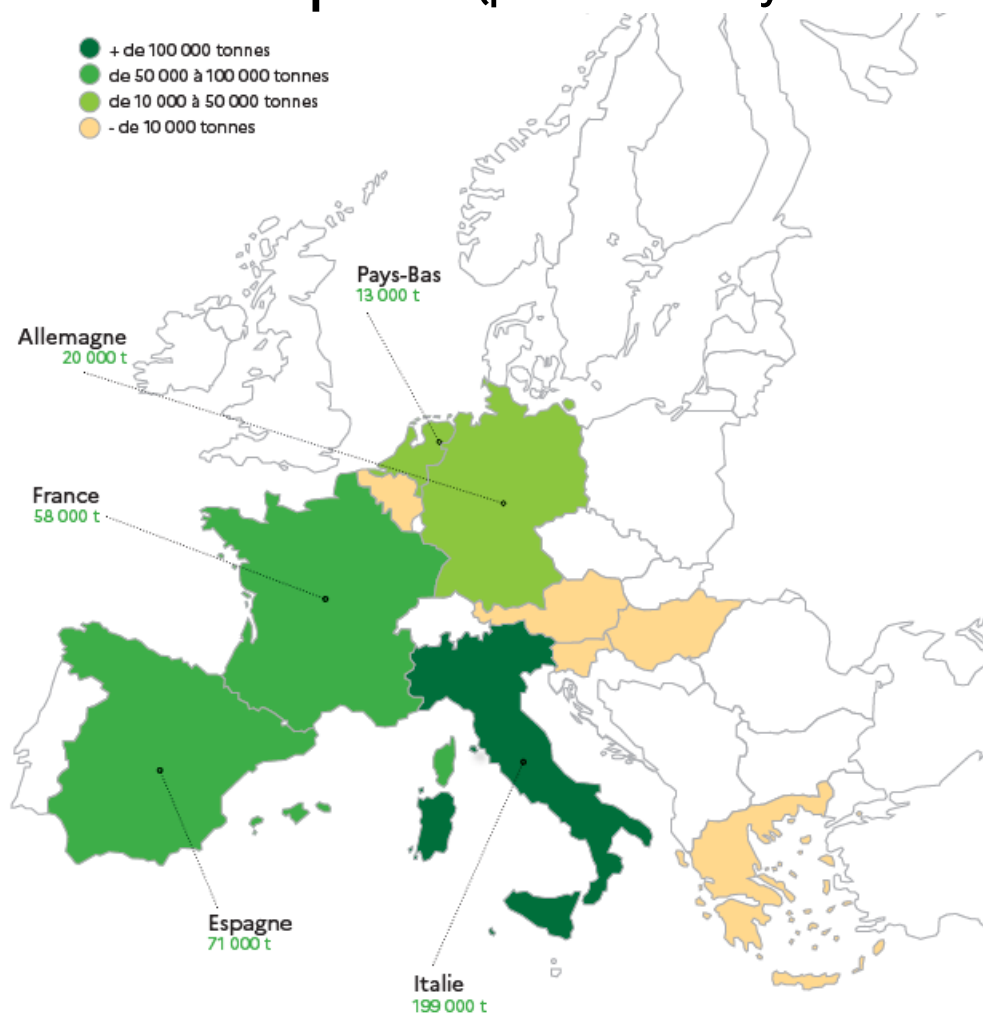 + de 100 000 tonnes
de 50 000 à 100 000 tonnes
de 10 000 à 50 000 tonnes
- de 10 000 tonnes
Pays-Bas
13 000 t
Allemagne
20 000 t
France
58 000 t
Espagne
71 000 t
Italie
199 000 t